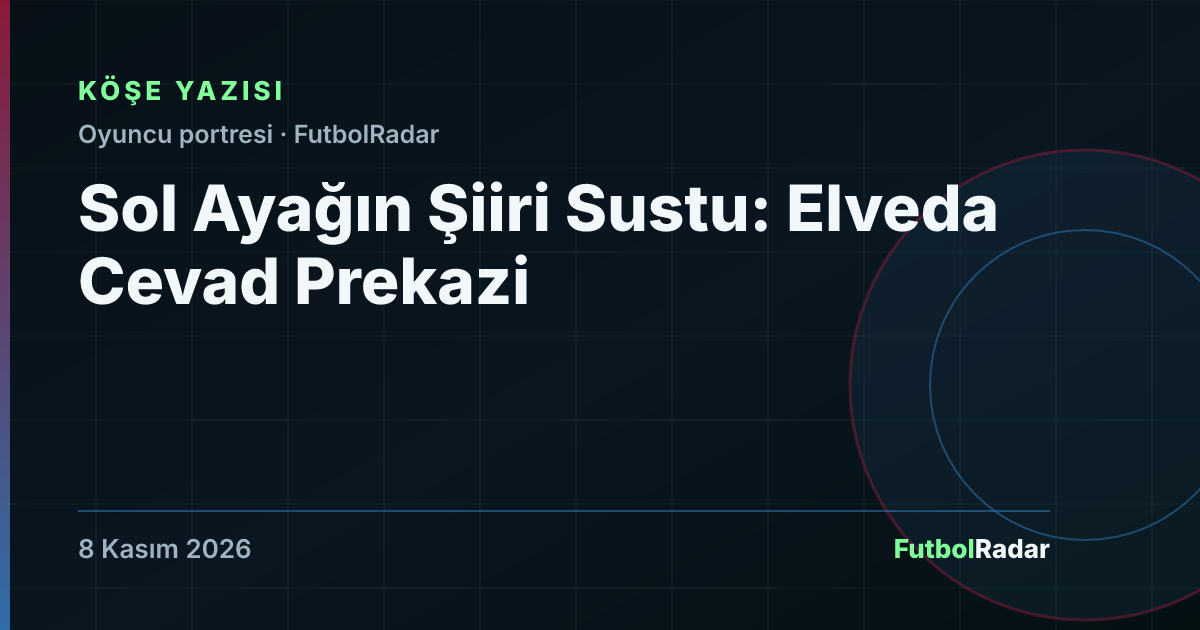 KÖŞE YAZISI
Oyuncu portresi · FutbolRadar
Sol Ayağın Şiiri Sustu: Elveda
Cevad Prekazi
8 Kasım 2026
FutbolRadar